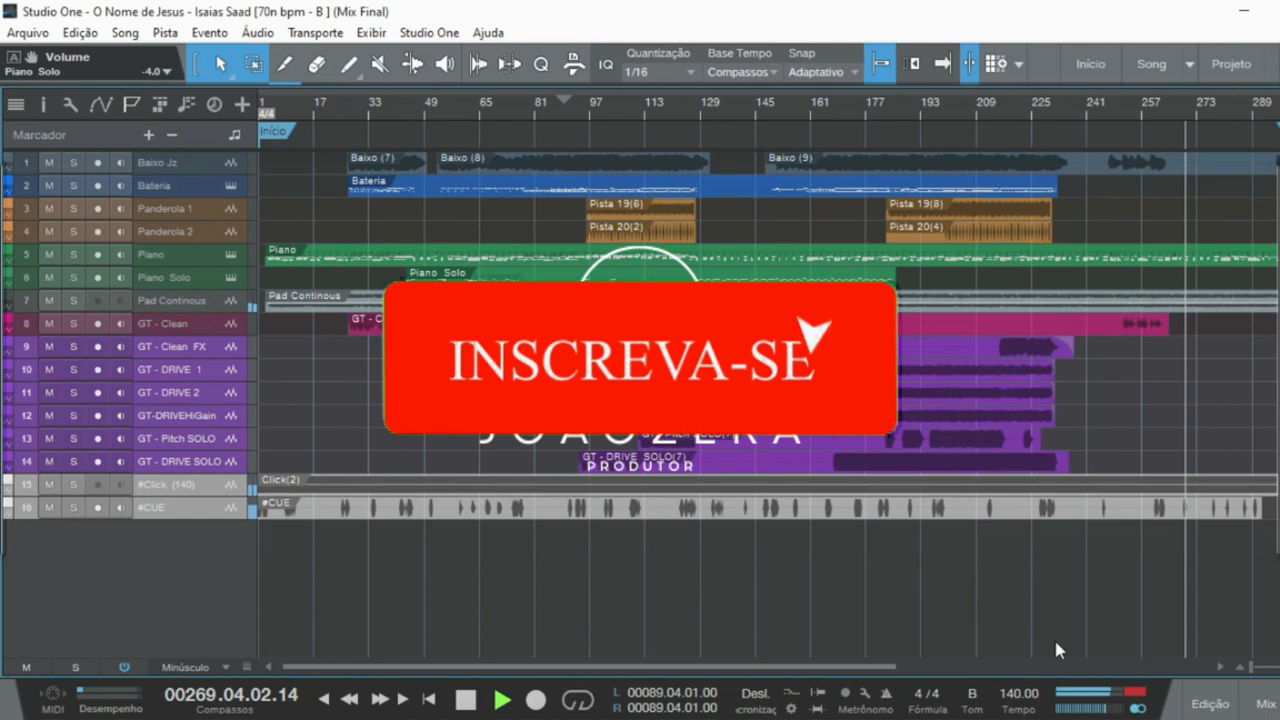 Studio One - O Nome de Jesus - Isaias Saad [70n bpm - B ] (Mix Final)
Arquivo Edição Song Pista Evento Áudio Transporte Exibir Studio One Ajuda
A Volume
Piano Solo -4.0
IQ
Quantização Base Tempo Snap
1/16 Compassos Adaptativo
Início Song Projeto
1 17 33 49 65 81 97 113 129 145 161 177 193 209 225 241 257 273 289
4/4
Marcador + −
Início
1 M S Baixo Jz
Baixo (7) Baixo (8) Baixo (9)
2 M S Bateria
Bateria
3 M S Panderola 1
Pista 19(6) Pista 19(8)
4 M S Panderola 2
Pista 20(2) Pista 20(4)
5 M S Piano
Piano
6 M S Piano Solo
Piano Solo
7 M S Pad Continous
Pad Continous
8 M S GT - Clean
GT - C
9 M S GT - Clean FX
10 M S GT - DRIVE 1
11 M S GT - DRIVE 2
12 M S GT-DRIVEHiGain
13 M S GT - Pitch SOLO
14 M S GT - DRIVE SOLO
GT - DRIVE SOLO(7)
INSCREVA-SE
PRODUTOR
15 M S #Click (140)
Click(2)
16 M S #CUE
#CUE
M S Minúsculo
MIDI Desempenho
00269.04.02.14
Compassos
L 00089.04.01.00
R 00089.04.01.00
Desl.
icronizaç
Metrônomo
4 / 4
Fórmula
B
Tom
140.00
Tempo
Edição Mix